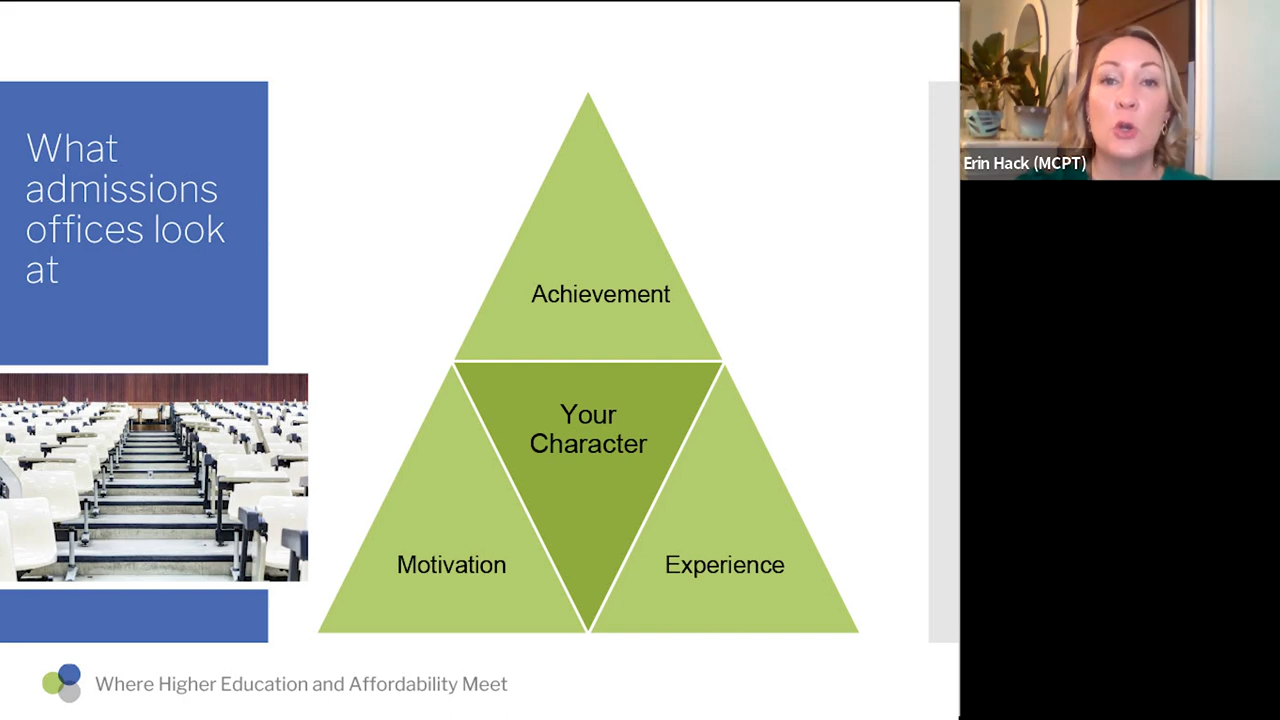 What
admissions
offices look
at
Achievement
Your
Character
Motivation
Experience
Where Higher Education and Affordability Meet
Erin Hack (MCPT)